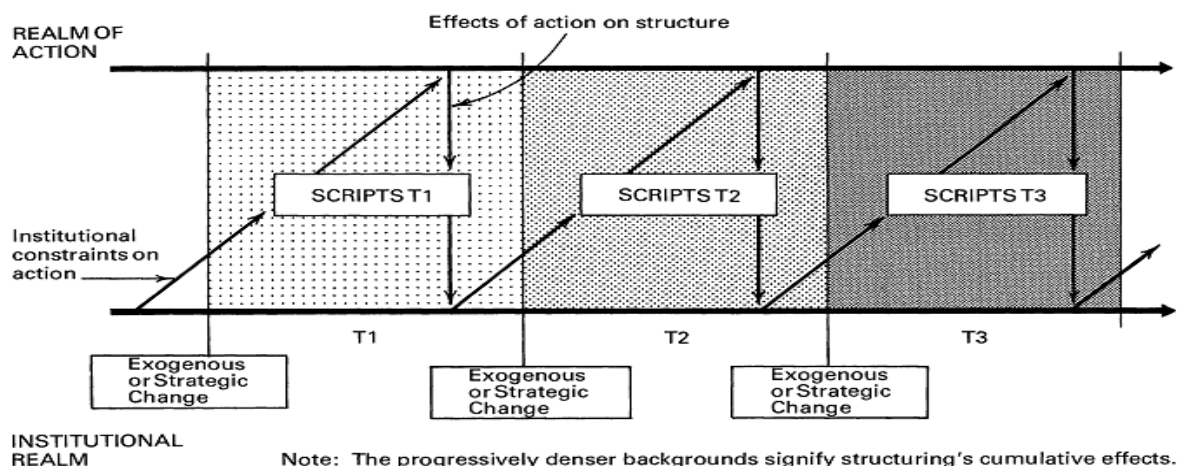 Effects of action on structure
REALM OF
ACTION
SCRIPTS T1
SCRIPTS T2
SCRIPTS T3
Institutional
constraints on
action
T1
T2
T3
Exogenous
or Strategic
Change
Exogenous
or Strategic
Change
Exogenous
or Strategic
Change
INSTITUTIONAL
REALM
Note: The progressively denser backgrounds signify structuring's cumulative effects.